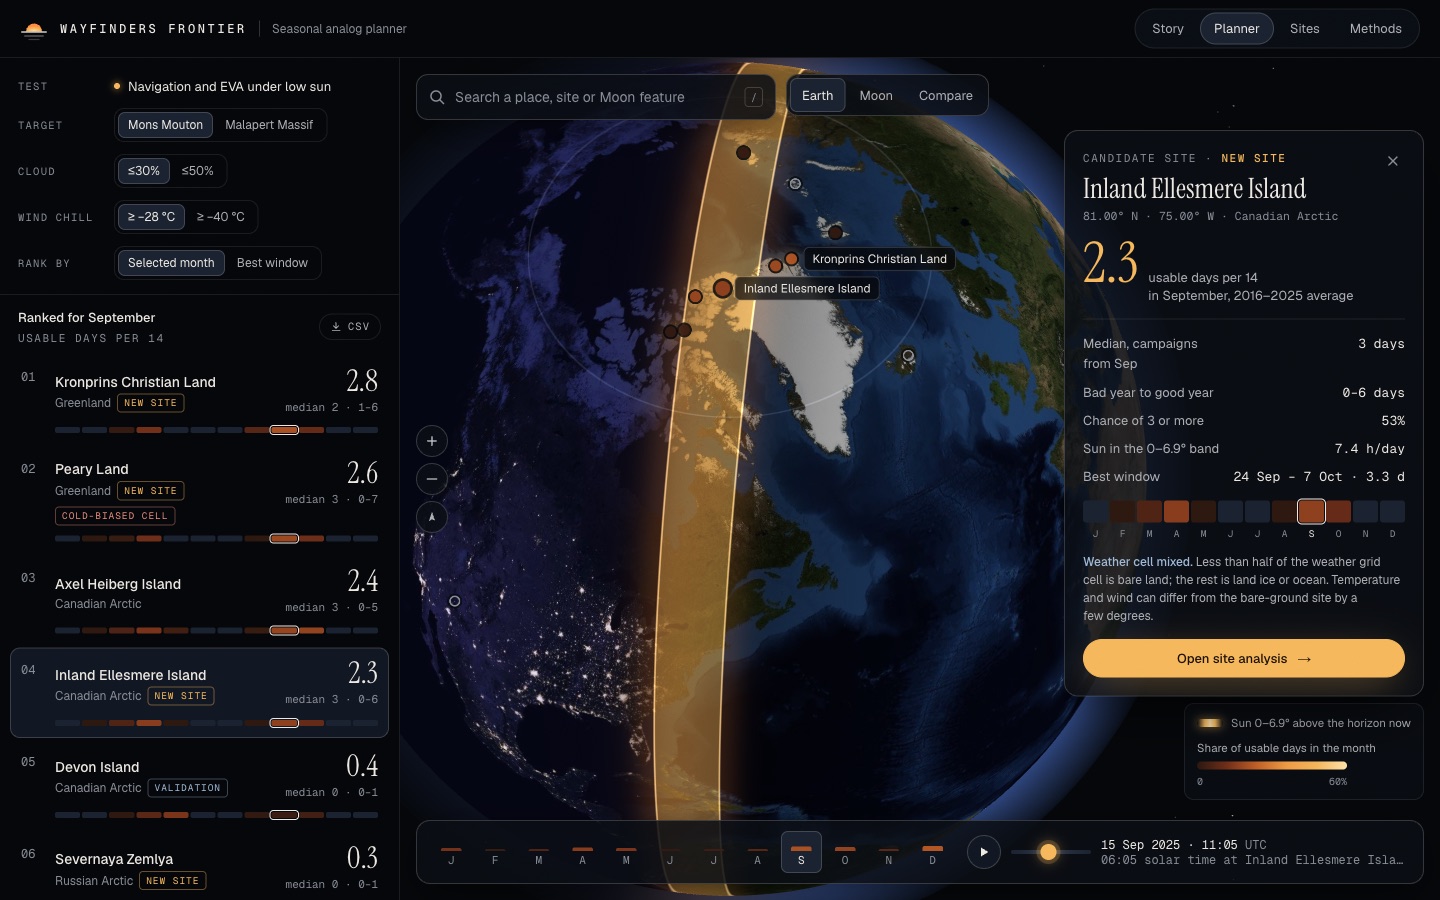 WAYFINDERS FRONTIER
Seasonal analog planner
Story
Planner
Sites
Methods
TEST
Navigation and EVA under low sun
TARGET
Mons Mouton
Malapert Massif
CLOUD
≤30%
≤50%
WIND CHILL
≥ −28 °C
≥ −40 °C
RANK BY
Selected month
Best window
Ranked for September
USABLE DAYS PER 14
CSV
01
Kronprins Christian Land
2.8
Greenland
NEW SITE
median 2 · 1–6
02
Peary Land
2.6
Greenland
NEW SITE
median 3 · 0–7
COLD-BIASED CELL
03
Axel Heiberg Island
2.4
Canadian Arctic
median 3 · 0–5
04
Inland Ellesmere Island
2.3
Canadian Arctic
NEW SITE
median 3 · 0–6
05
Devon Island
0.4
Canadian Arctic
VALIDATION
median 0 · 0–1
06
Severnaya Zemlya
0.3
Russian Arctic
NEW SITE
median 0 · 0–1
Search a place, site or Moon feature
/
Earth
Moon
Compare
Kronprins Christian Land
Inland Ellesmere Island
CANDIDATE SITE · NEW SITE
Inland Ellesmere Island
81.00° N · 75.00° W · Canadian Arctic
2.3
usable days per 14
in September, 2016–2025 average
Median, campaigns
from Sep
3 days
Bad year to good year
0–6 days
Chance of 3 or more
53%
Sun in the 0–6.9° band
7.4 h/day
Best window
24 Sep – 7 Oct · 3.3 d
J F M A M J J A S O N D
Weather cell mixed. Less than half of the weather grid
cell is bare land; the rest is land ice or ocean. Temperature
and wind can differ from the bare-ground site by a
few degrees.
Open site analysis →
Sun 0–6.9° above the horizon now
Share of usable days in the month
0
60%
J F M A M J J A S O N D
15 Sep 2025 · 11:05 UTC
06:05 solar time at Inland Ellesmere Isla…